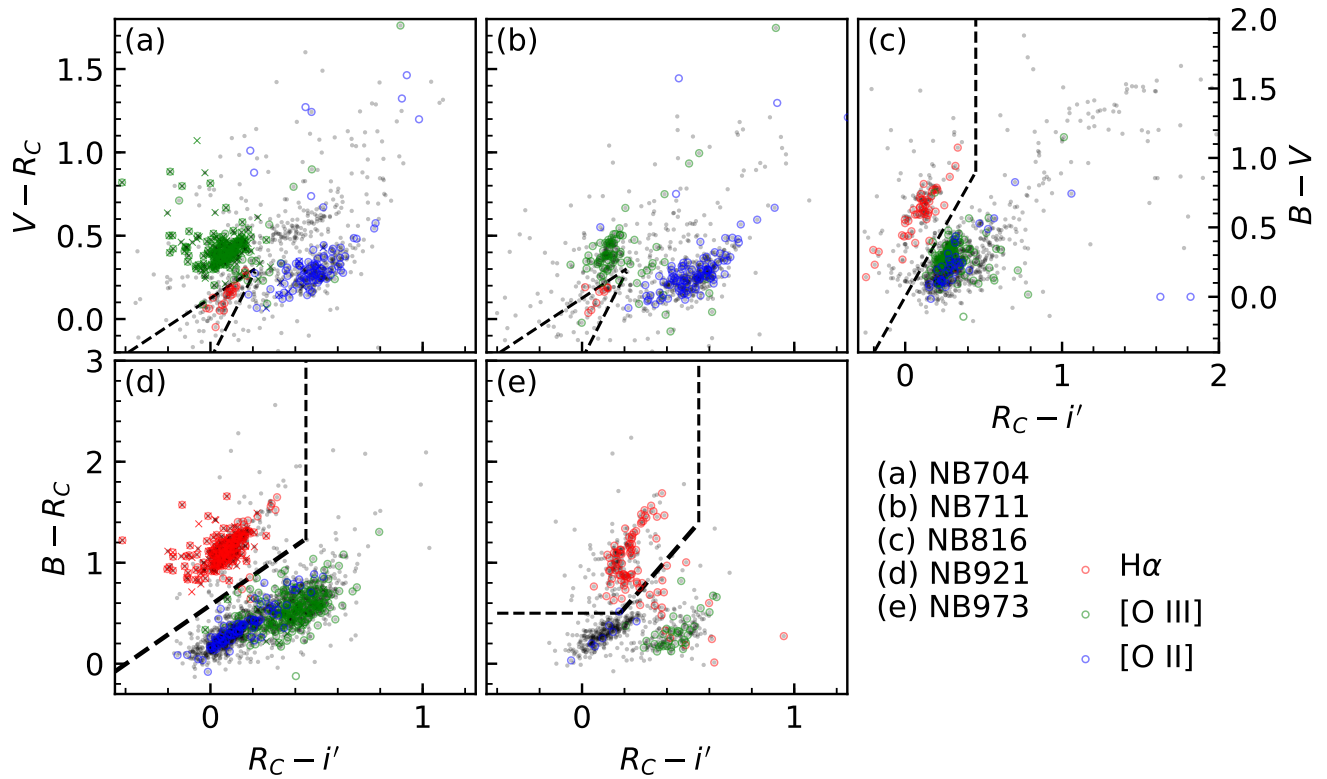 (a)
(b)
(c)
2.0
1.5
1.0
0.5
0.0
V − R_C
1.5
1.0
0.5
0.0
B − V
0
1
2
R_C − i′
(d)
(e)
3
2
1
0
B − R_C
0
1
0
1
R_C − i′
R_C − i′
(a) NB704
(b) NB711
(c) NB816
(d) NB921
(e) NB973
Hα
[O III]
[O II]